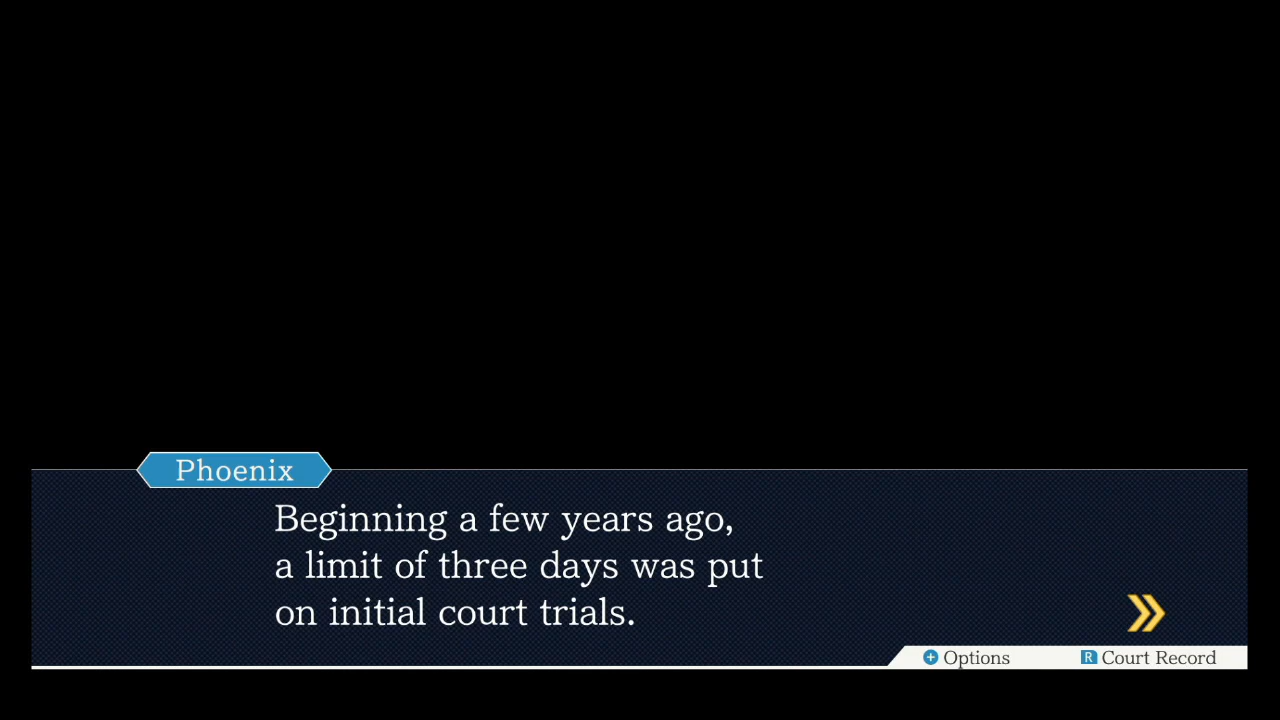 Phoenix
Beginning a few years ago,
a limit of three days was put
on initial court trials.
+ Options
R Court Record